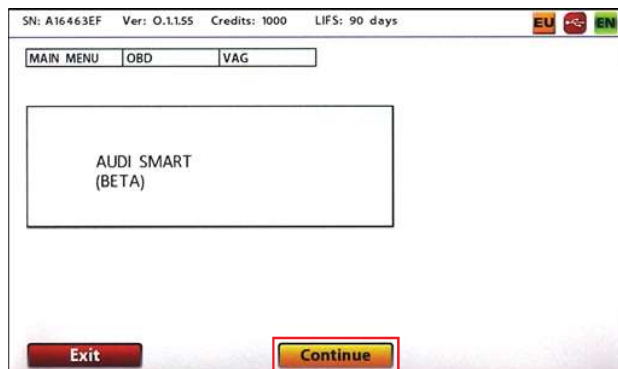 SN: A16463EF Ver: 0.1.1.55 Credits: 1000 LIFS: 90 days EU EN
MAIN MENU OBD VAG
AUDI SMART
(BETA)
Exit Continue